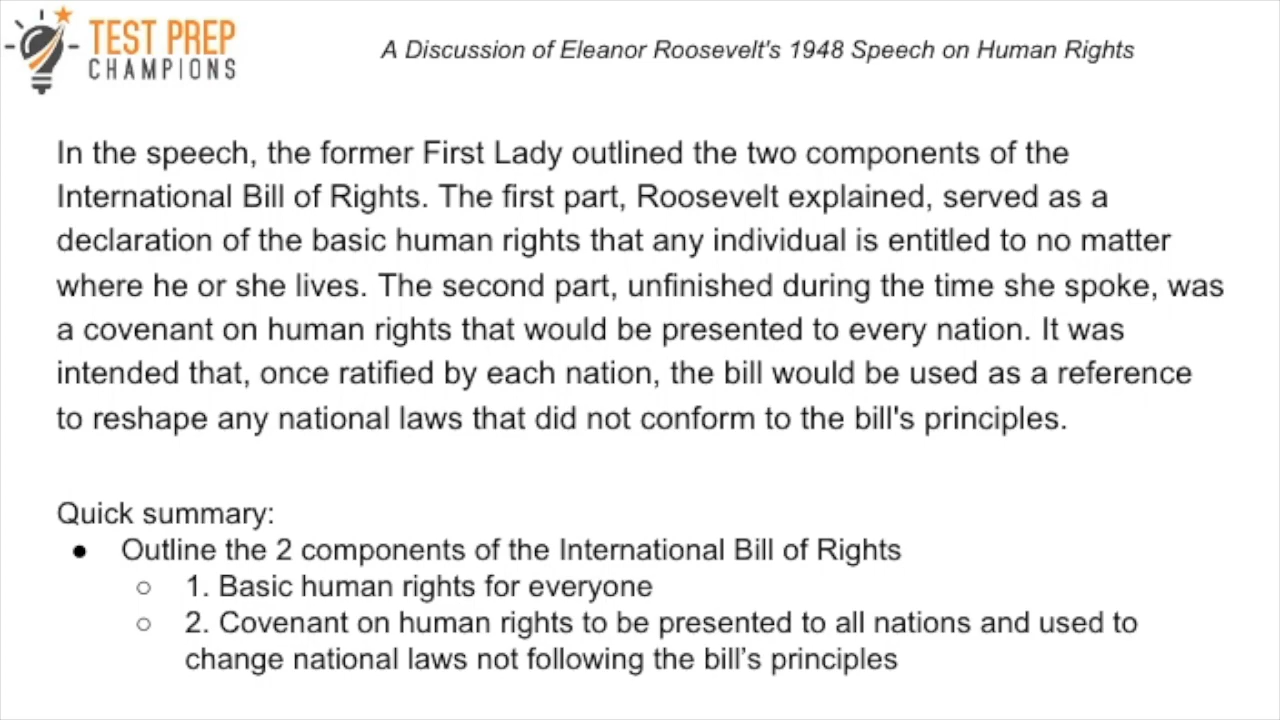 TEST PREP
CHAMPIONS
A Discussion of Eleanor Roosevelt's 1948 Speech on Human Rights
In the speech, the former First Lady outlined the two components of the
International Bill of Rights. The first part, Roosevelt explained, served as a
declaration of the basic human rights that any individual is entitled to no matter
where he or she lives. The second part, unfinished during the time she spoke, was
a covenant on human rights that would be presented to every nation. It was
intended that, once ratified by each nation, the bill would be used as a reference
to reshape any national laws that did not conform to the bill's principles.
Quick summary:
● Outline the 2 components of the International Bill of Rights
○ 1. Basic human rights for everyone
○ 2. Covenant on human rights to be presented to all nations and used to
change national laws not following the bill’s principles